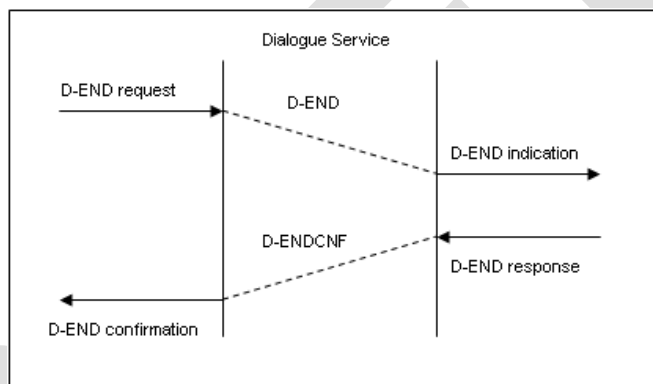 Dialogue Service
D-END request
D-END
D-END indication
D-ENDCNF
D-END response
D-END confirmation